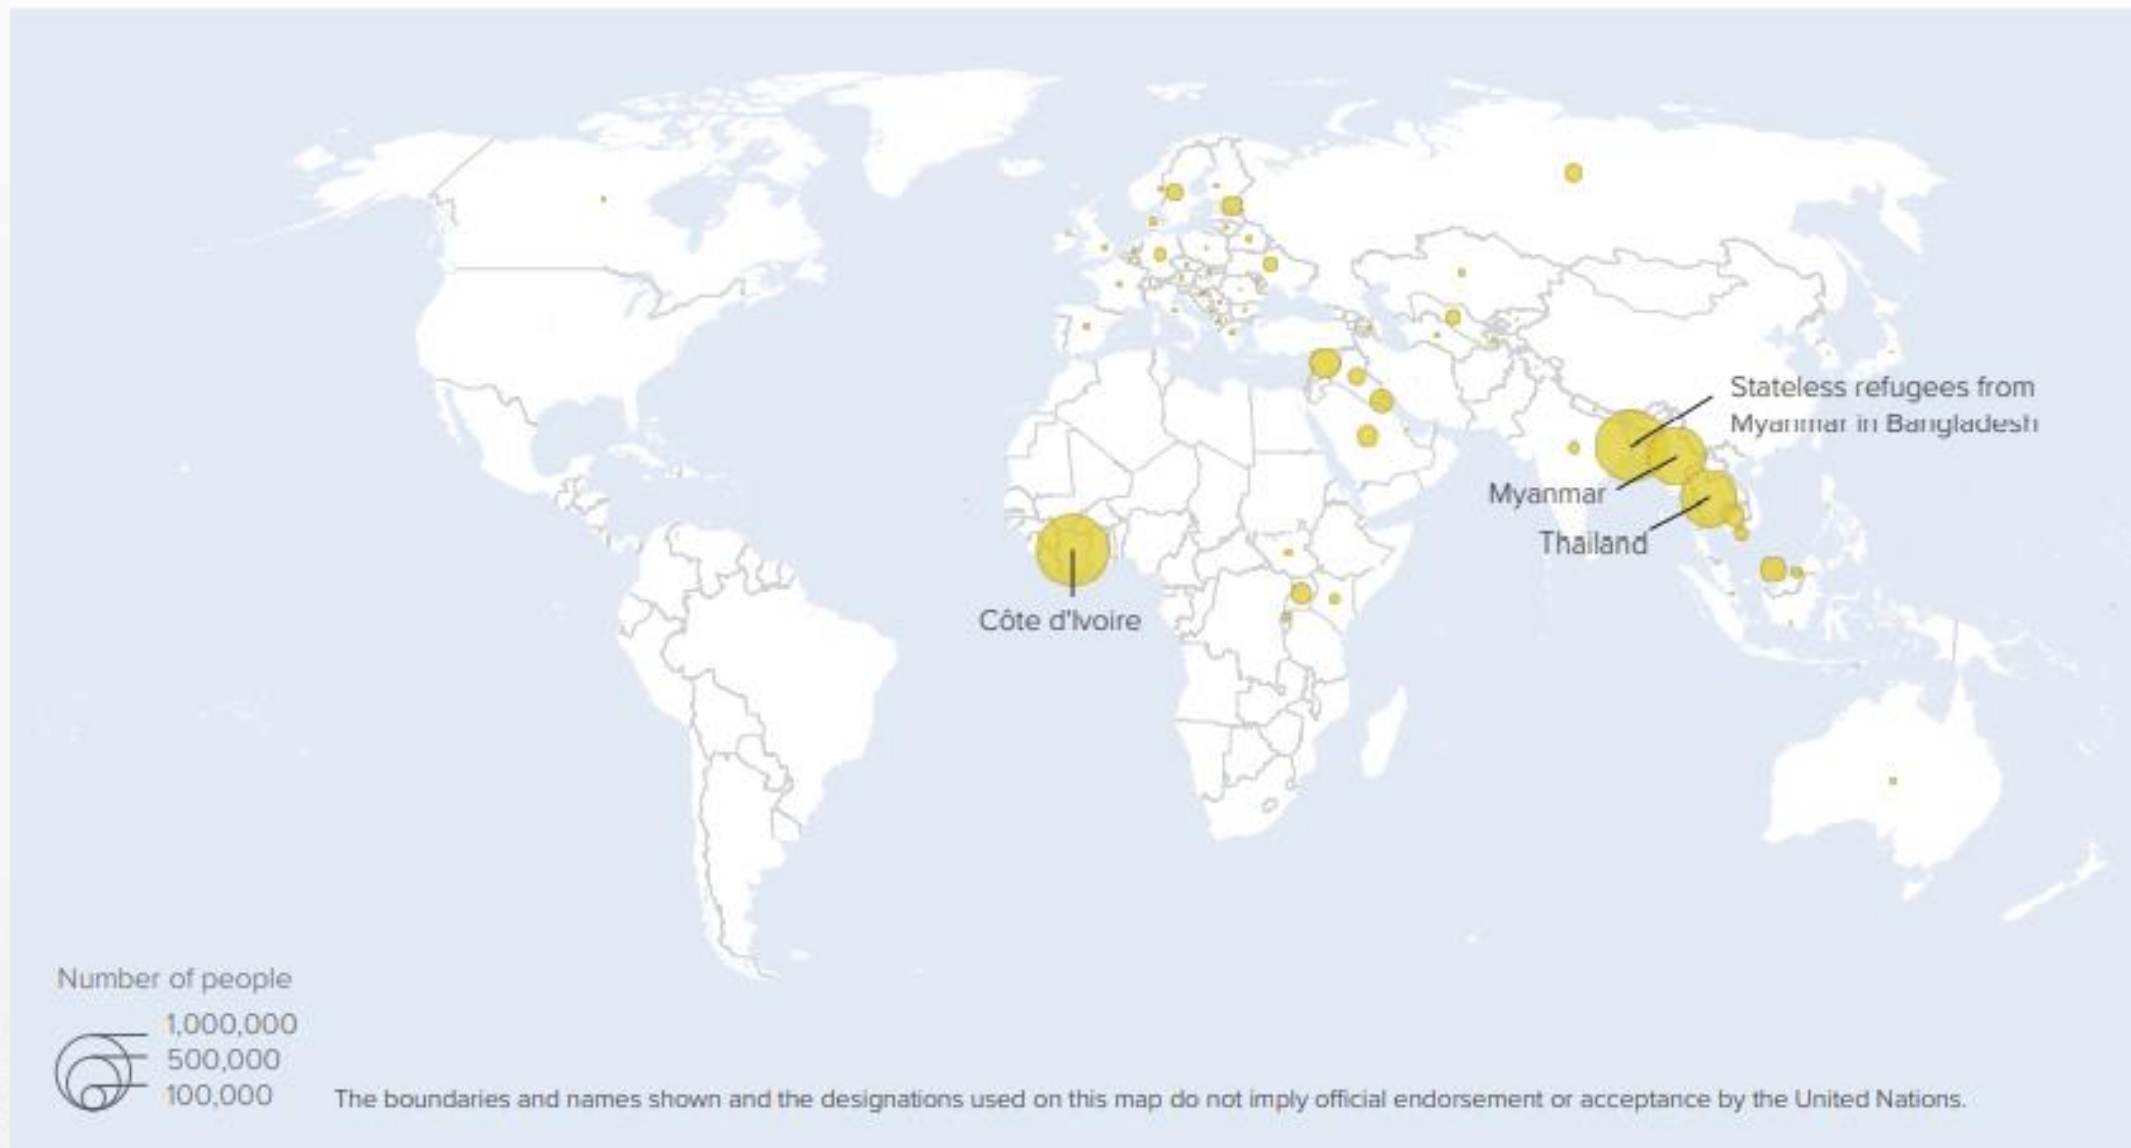 Stateless refugees from
Myanmar in Bangladesh
Myanmar
Thailand
Côte d'Ivoire
Number of people
1,000,000
500,000
100,000
The boundaries and names shown and the designations used on this map do not imply official endorsement or acceptance by the United Nations.